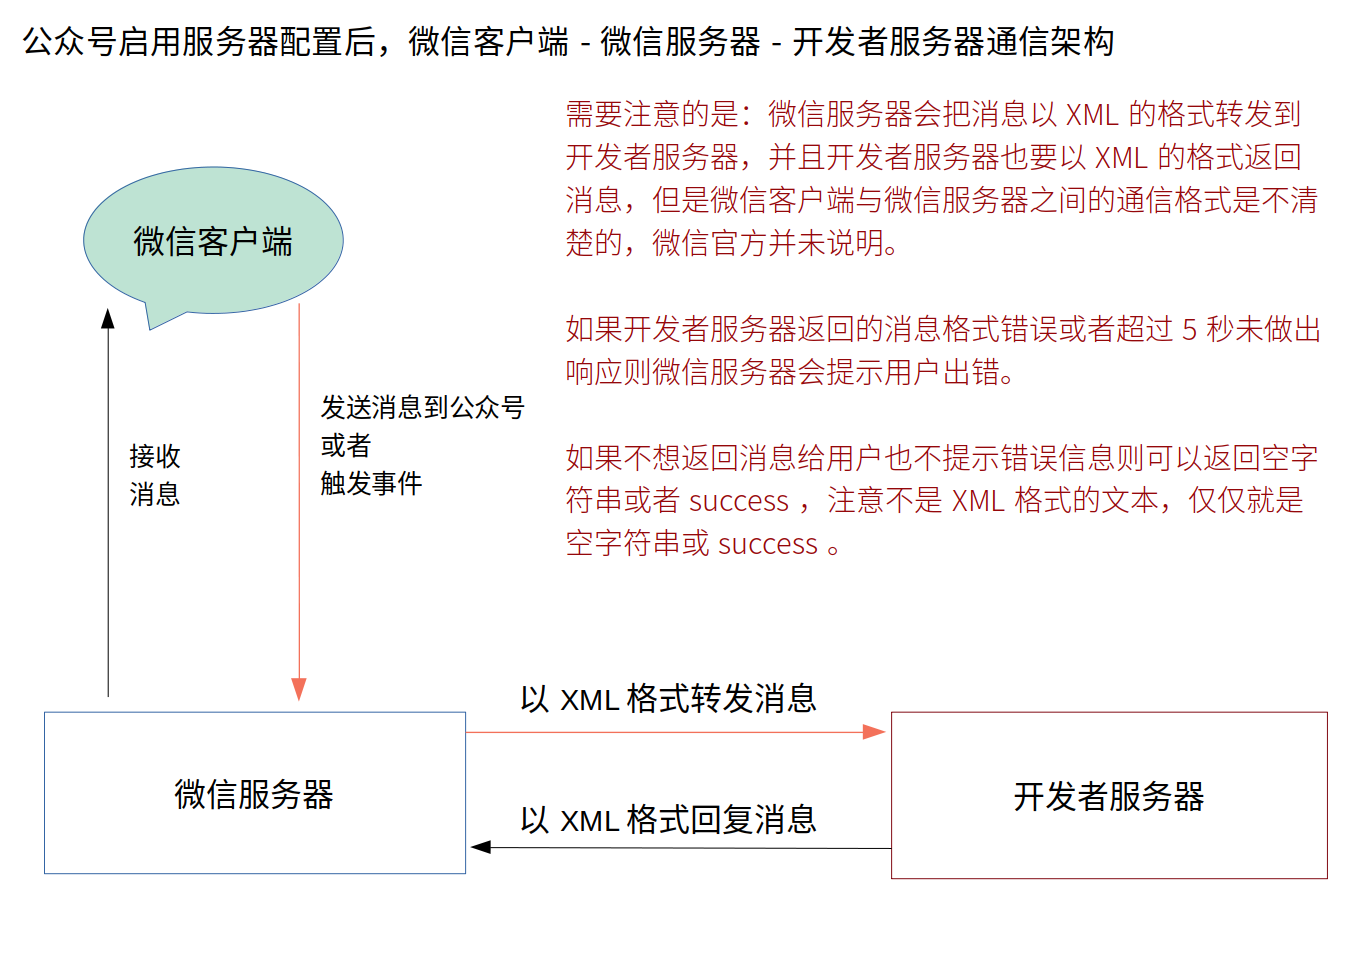 公众号启用服务器配置后，微信客户端 - 微信服务器 - 开发者服务器通信架构
需要注意的是：微信服务器会把消息以 XML 的格式转发到
开发者服务器，并且开发者服务器也要以 XML 的格式返回
消息，但是微信客户端与微信服务器之间的通信格式是不清
楚的，微信官方并未说明。
如果开发者服务器返回的消息格式错误或者超过 5 秒未做出
响应则微信服务器会提示用户出错。
如果不想返回消息给用户也不提示错误信息则可以返回空字
符串或者 success ，注意不是 XML 格式的文本，仅仅就是
空字符串或 success 。
微信客户端
发送消息到公众号
或者
触发事件
接收
消息
以 XML 格式转发消息
微信服务器
开发者服务器
以 XML 格式回复消息